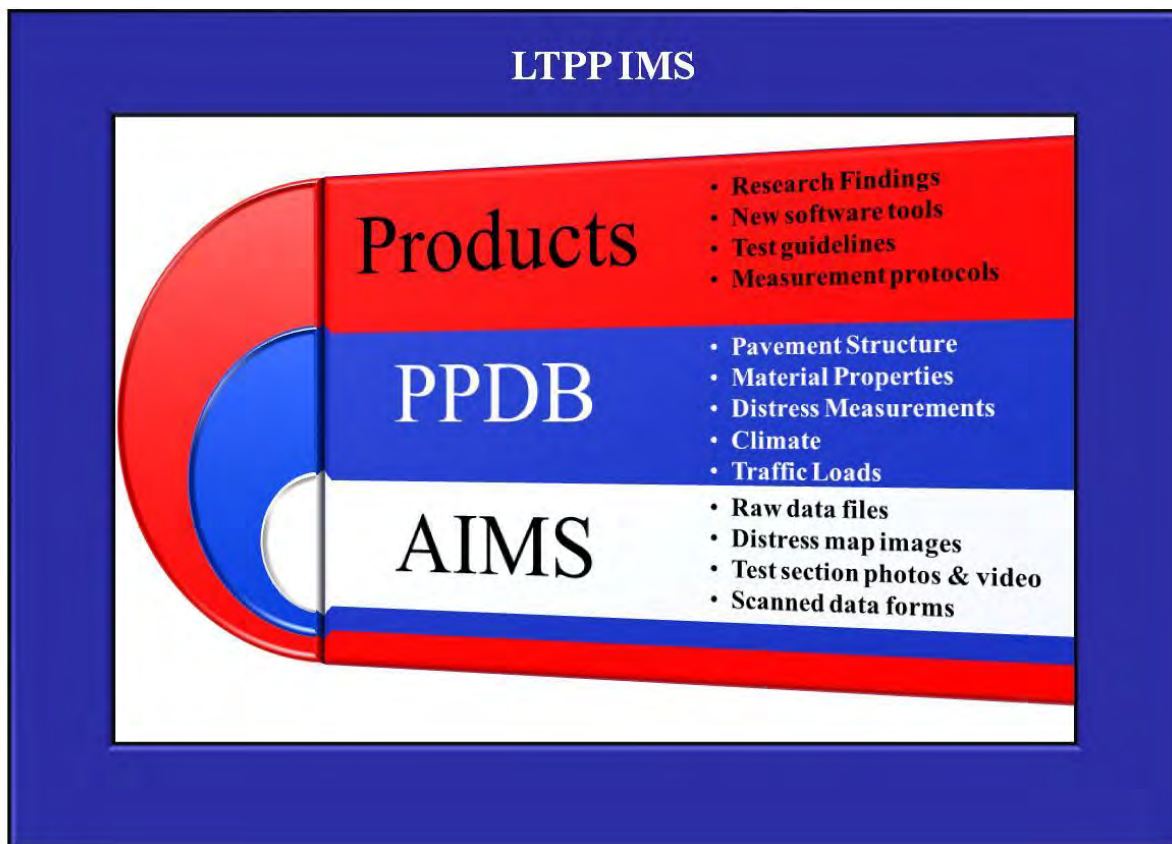 LTPP IMS
Products
• Research Findings
• New software tools
• Test guidelines
• Measurement protocols
PPDB
• Pavement Structure
• Material Properties
• Distress Measurements
• Climate
• Traffic Loads
AIMS
• Raw data files
• Distress map images
• Test section photos & video
• Scanned data forms